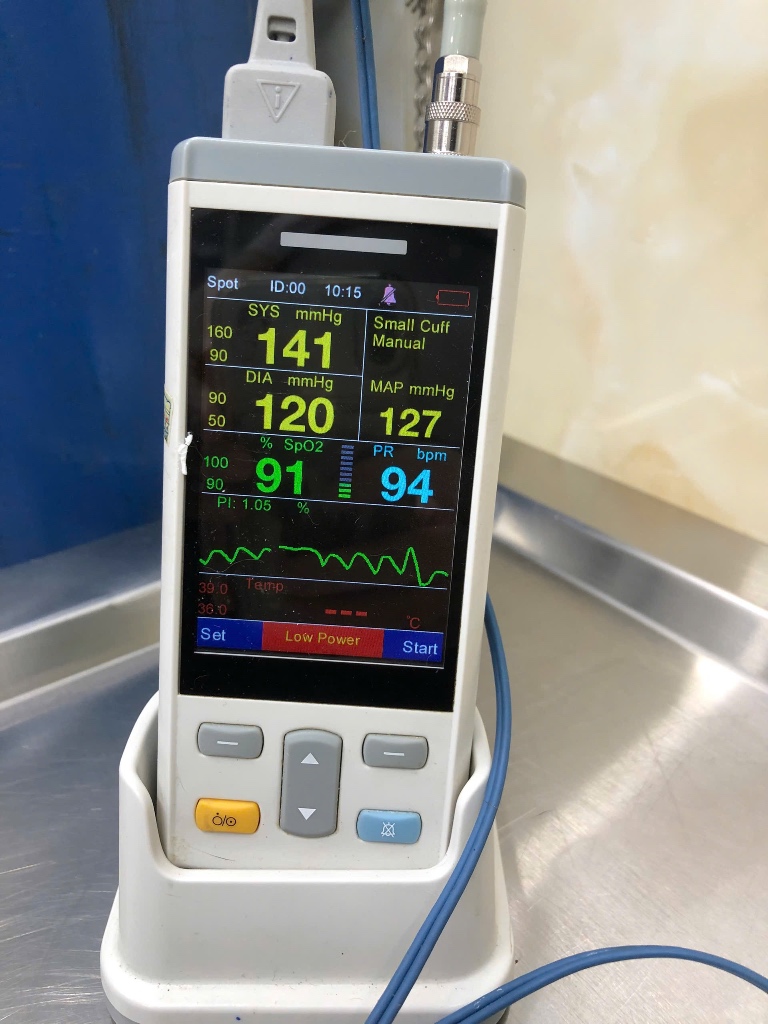 Spot ID:00 10:15
SYS mmHg
160
90
141
Small Cuff
Manual
DIA mmHg
90
50
120
MAP mmHg
127
% SpO2
100
90
91
PR bpm
94
PI: 1.05 %
39.0 Temp
36.0
--- °C
Set Low Power Start